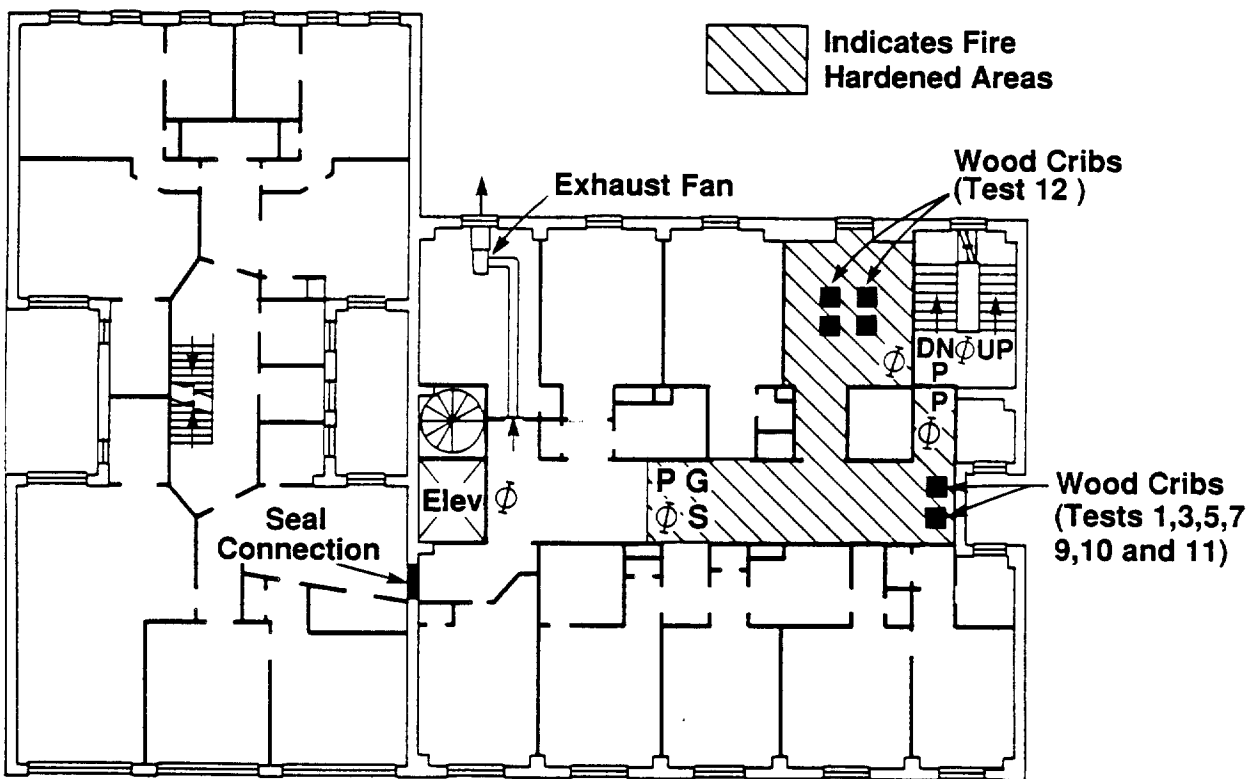 Indicates Fire
Hardened Areas
Wood Cribs
(Test 12 )
Exhaust Fan
DN ϕ UP
ϕ P
P
ϕ
Elev ϕ
P G
ϕ S
Wood Cribs
(Tests 1,3,5,7
9,10 and 11)
Seal
Connection